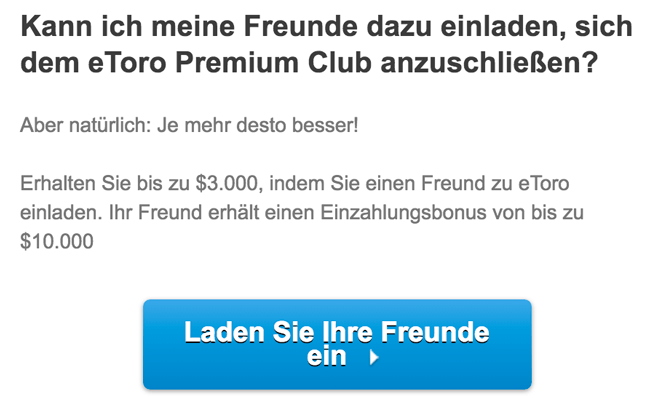 Kann ich meine Freunde dazu einladen, sich
dem eToro Premium Club anzuschließen?
Aber natürlich: Je mehr desto besser!
Erhalten Sie bis zu $3.000, indem Sie einen Freund zu eToro
einladen. Ihr Freund erhält einen Einzahlungsbonus von bis zu
$10.000
Laden Sie Ihre Freunde
ein